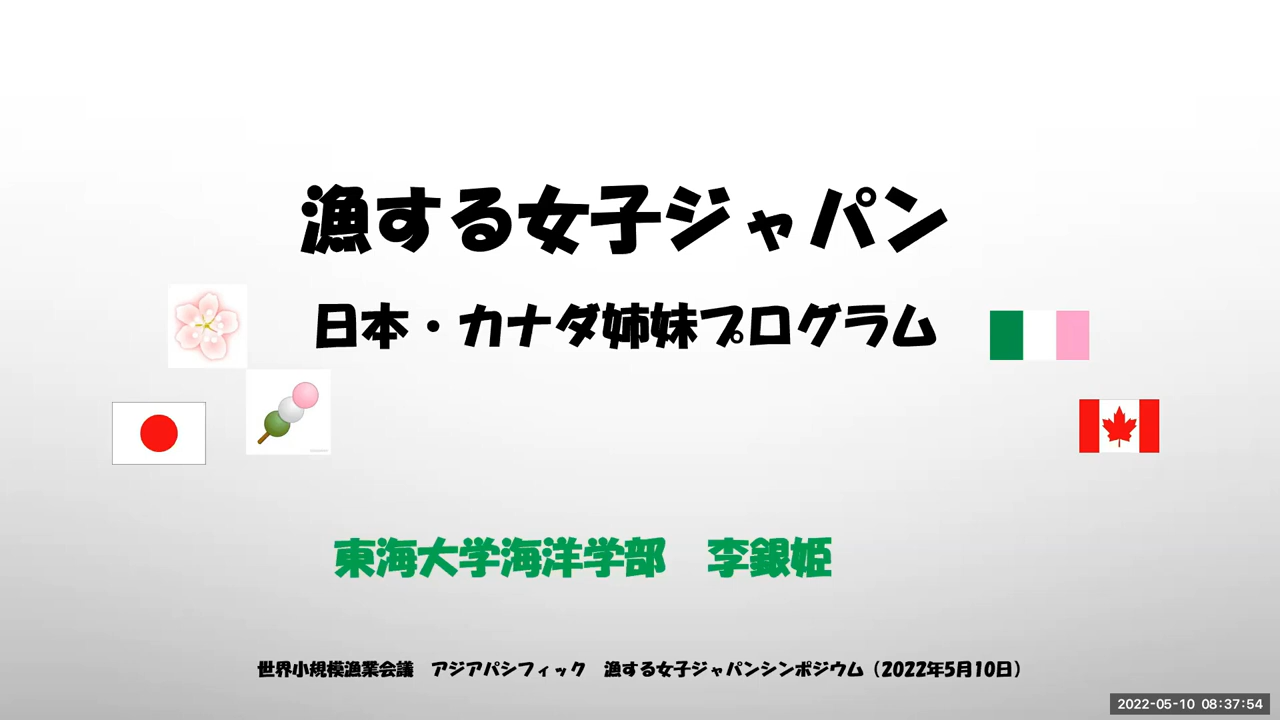 漁する女子ジャパン
日本・カナダ姉妹プログラム
東海大学海洋学部　李銀姫
世界小規模漁業会議　アジアパシフィック　漁する女子ジャパンシンポジウム（2022年5月10日）
2022-05-10 08:37:54